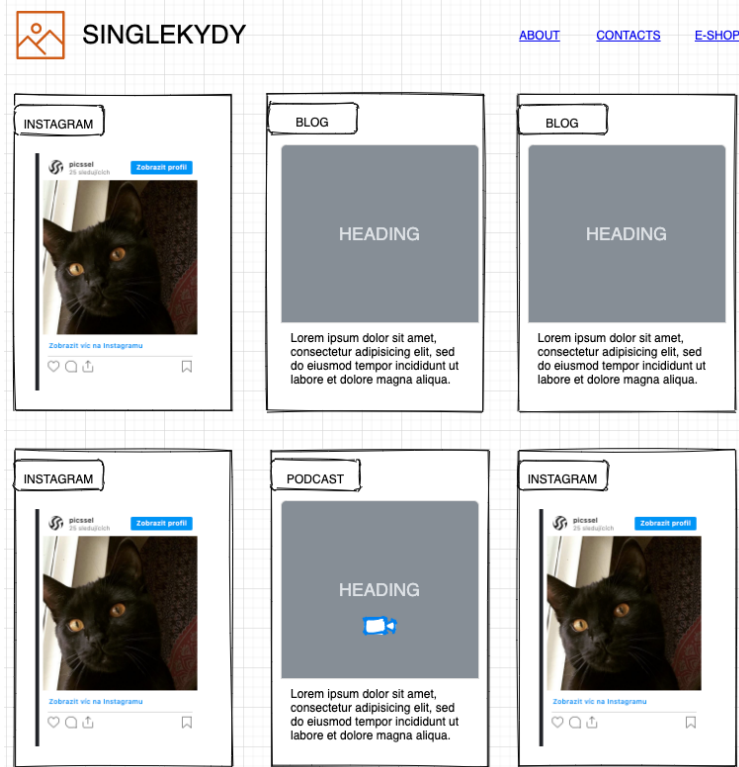 SINGLEKYDY
ABOUT CONTACTS E-SHOP
INSTAGRAM
picssel
25 sledujících
Zobrazit profil
Zobrazit víc na Instagramu
BLOG
HEADING
Lorem ipsum dolor sit amet,
consectetur adipisicing elit, sed
do eiusmod tempor incididunt ut
labore et dolore magna aliqua.
BLOG
HEADING
Lorem ipsum dolor sit amet,
consectetur adipisicing elit, sed
do eiusmod tempor incididunt ut
labore et dolore magna aliqua.
INSTAGRAM
picssel
25 sledujících
Zobrazit profil
Zobrazit víc na Instagramu
PODCAST
HEADING
Lorem ipsum dolor sit amet,
consectetur adipisicing elit, sed
do eiusmod tempor incididunt ut
labore et dolore magna aliqua.
INSTAGRAM
picssel
25 sledujících
Zobrazit profil
Zobrazit víc na Instagramu